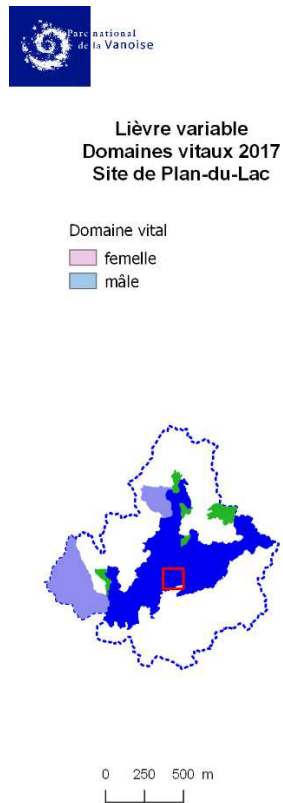 Parc national
de la Vanoise
Lièvre variable
Domaines vitaux 2017
Site de Plan-du-Lac
Domaine vital
femelle
mâle
0 250 500 m